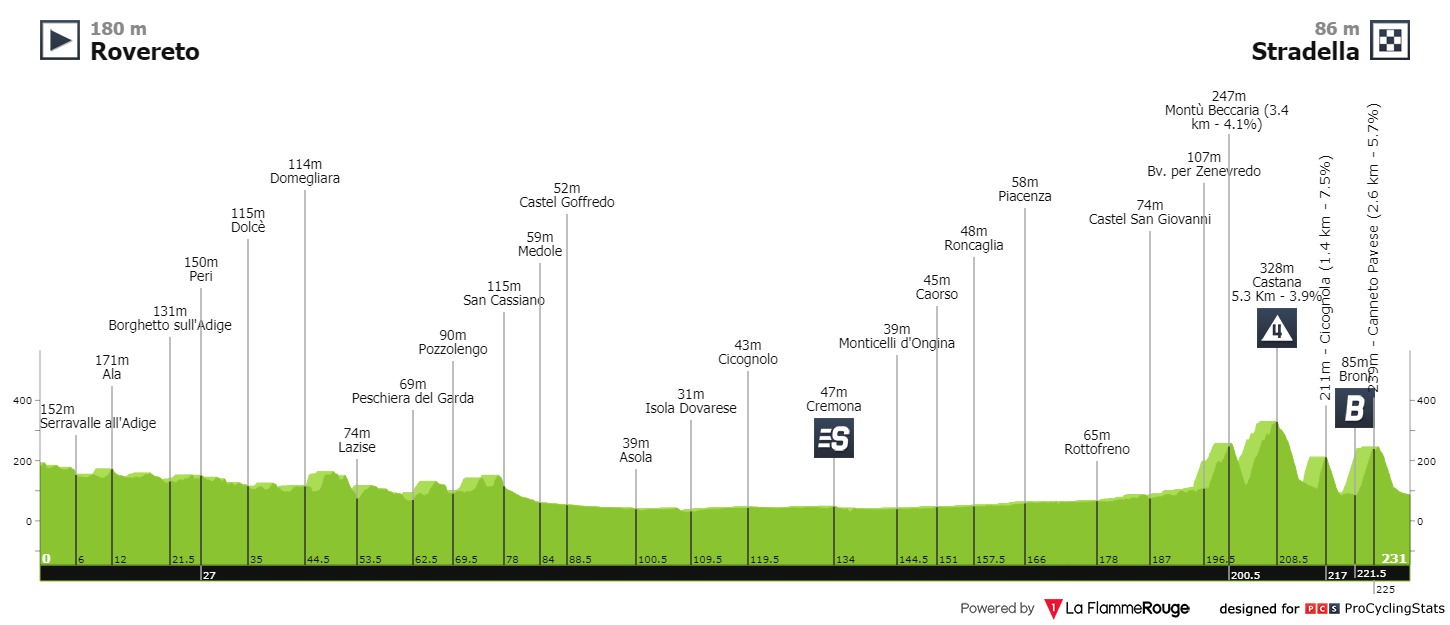 180 m
Rovereto
86 m
Stradella
152m
Serravalle all'Adige
171m
Ala
131m
Borghetto sull'Adige
150m
Peri
115m
Dolcè
114m
Domegliara
74m
Lazise
69m
Peschiera del Garda
90m
Pozzolengo
115m
San Cassiano
59m
Medole
52m
Castel Goffredo
39m
Asola
31m
Isola Dovarese
43m
Cicognolo
47m
Cremona
S
39m
Monticelli d'Ongina
45m
Caorso
48m
Roncaglia
58m
Piacenza
65m
Rottofreno
74m
Castel San Giovanni
107m
Bv. per Zenevredo
247m
Montù Beccaria (3.4
km - 4.1%)
328m
Castana
5.3 Km - 3.9%
4
211m - Cicognola (1.4 km - 7.5%)
85m
Broni
B
239m - Canneto Pavese (2.6 km - 5.7%)
400
200
0
400
200
0
0 6 12 21.5 35 44.5 53.5 62.5 69.5 78 84 88.5 100.5 109.5 119.5 134 144.5 151 157.5 166 178 187 196.5 208.5 231
27 200.5 217 221.5
225
Powered by 1 La FlammeRouge designed for PCS ProCyclingStats